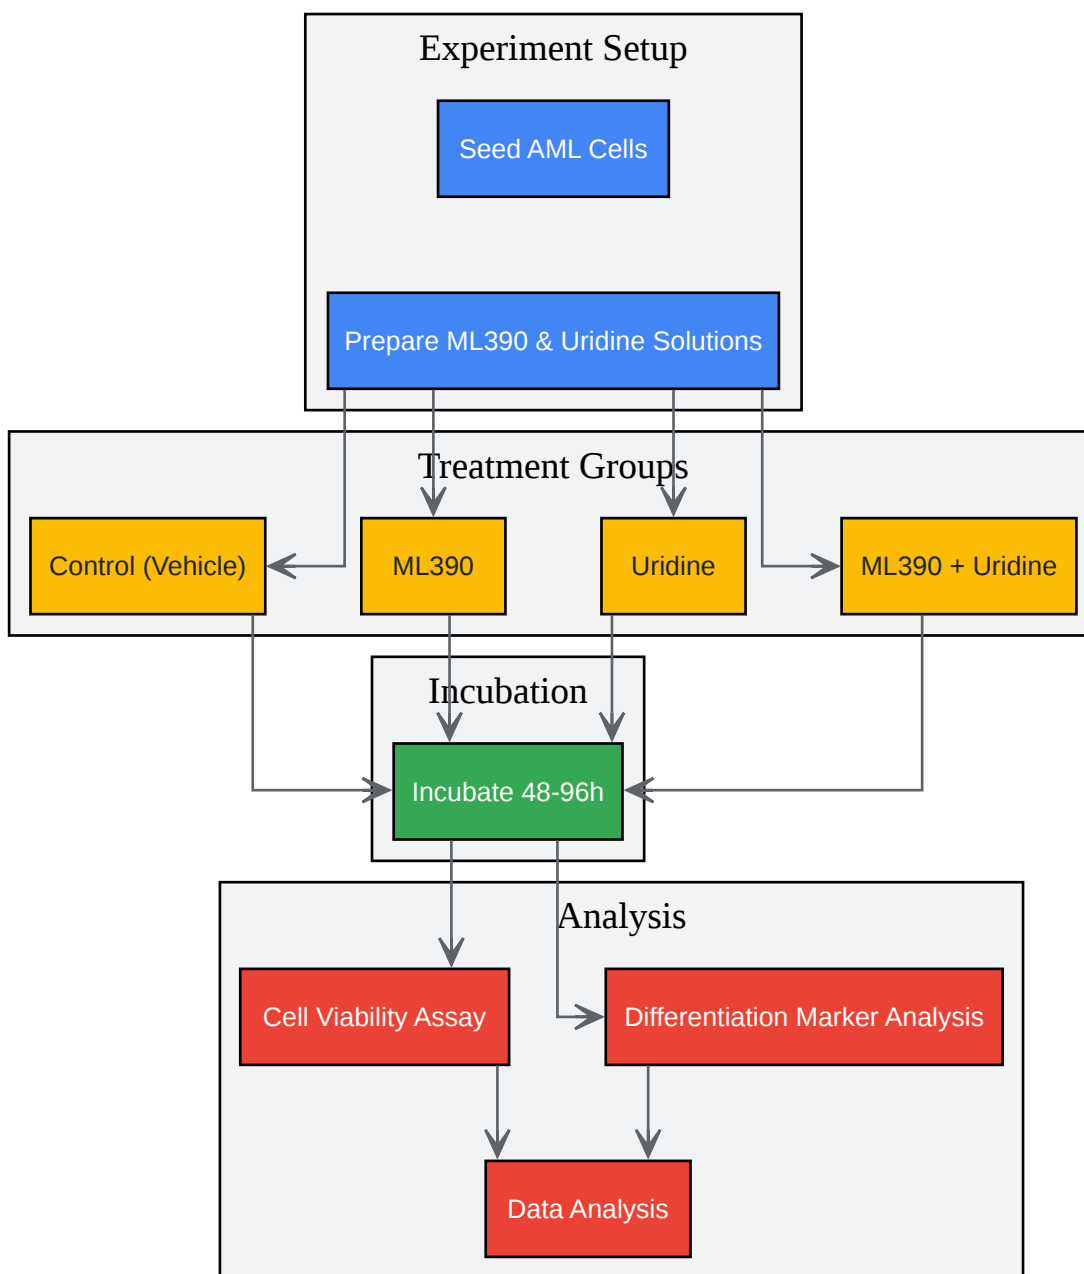 Experiment Setup
Seed AML Cells
Prepare ML390 & Uridine Solutions
Treatment Groups
Control (Vehicle)
ML390
Uridine
ML390 + Uridine
Incubation
Incubate 48-96h
Analysis
Cell Viability Assay
Differentiation Marker Analysis
Data Analysis